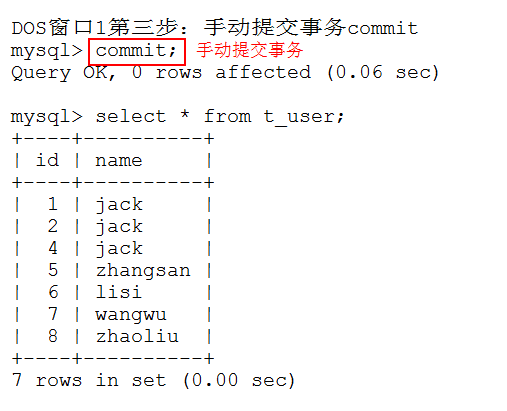 DOS窗口1第三步：手动提交事务commit
mysql> commit; 手动提交事务
Query OK, 0 rows affected (0.06 sec)
mysql> select * from t_user;
+----+----------+
| id | name     |
+----+----------+
|  1 | jack     |
|  2 | jack     |
|  4 | jack     |
|  5 | zhangsan |
|  6 | lisi     |
|  7 | wangwu   |
|  8 | zhaoliu  |
+----+----------+
7 rows in set (0.00 sec)